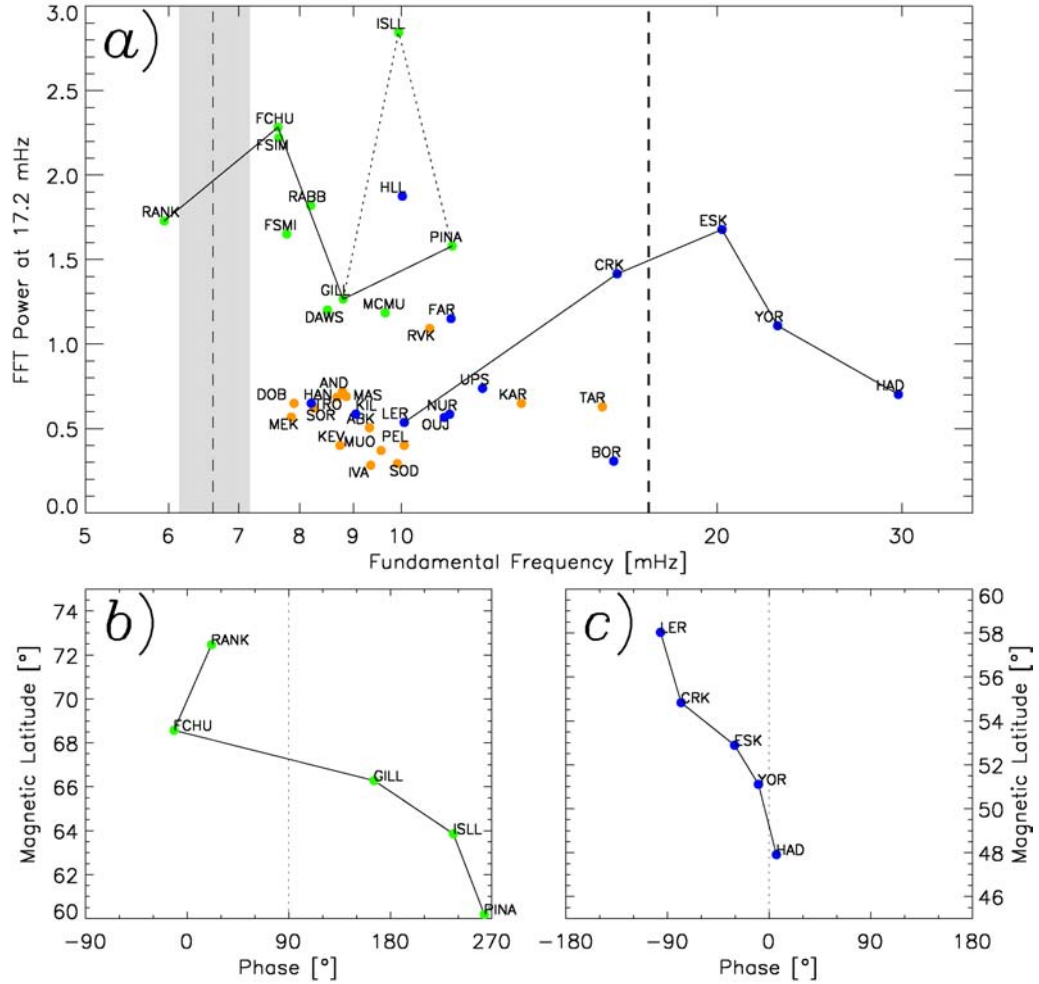 a)
3.0
2.5
2.0
1.5
1.0
0.5
0.0
FFT Power at 17.2 mHz
ISLL
FCHU
FSIM
RABB
HLL
RANK
FSMI
PINA
ESK
CRK
GILL
DAWS
MCMU
FAR
RVK
YOR
HAD
AND
DOB
HAN
MAS
TRO
SOR
KIL
MEK
ABK
LER
UPS
NUR
OUJ
KAR
TAR
KEV
MUO
PEL
IVA
SOD
BOR
5
6
7
8
9
10
20
30
Fundamental Frequency [mHz]
b)
74
72
70
68
66
64
62
60
Magnetic Latitude [°]
RANK
FCHU
GILL
ISLL
PINA
-90
0
90
180
270
Phase [°]
c)
LER
CRK
ESK
YOR
HAD
60
58
56
54
52
50
48
46
Magnetic Latitude [°]
-180
-90
0
90
180
Phase [°]